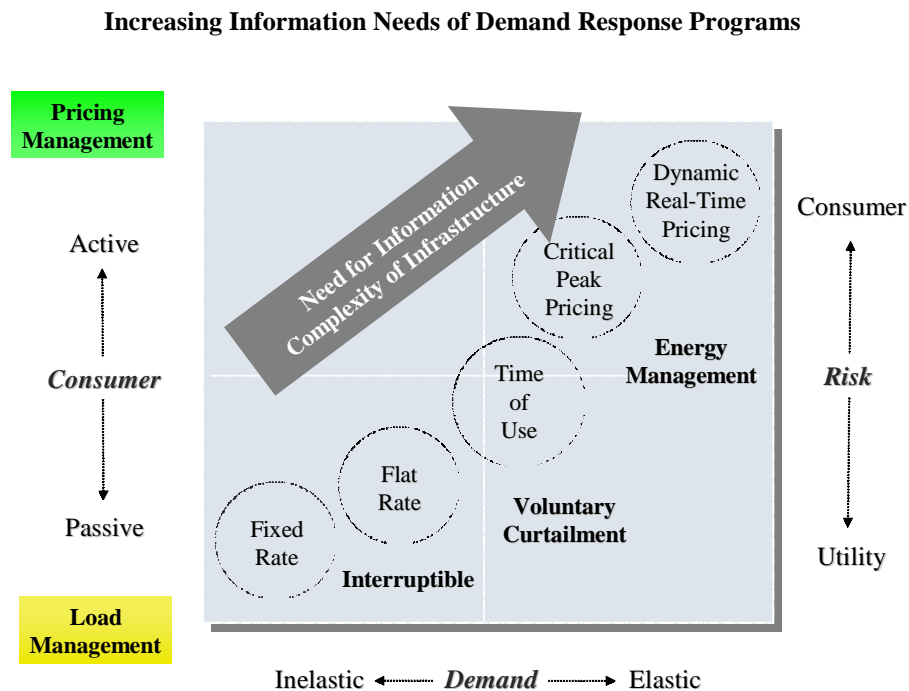 Increasing Information Needs of Demand Response Programs
Pricing
Management
Need for Information
Complexity of Infrastructure
Dynamic
Real-Time
Pricing
Consumer
Active
Critical
Peak
Pricing
Energy
Management
Consumer
Risk
Time
of
Use
Flat
Rate
Voluntary
Curtailment
Passive
Fixed
Rate
Utility
Interruptible
Load
Management
Inelastic Demand Elastic